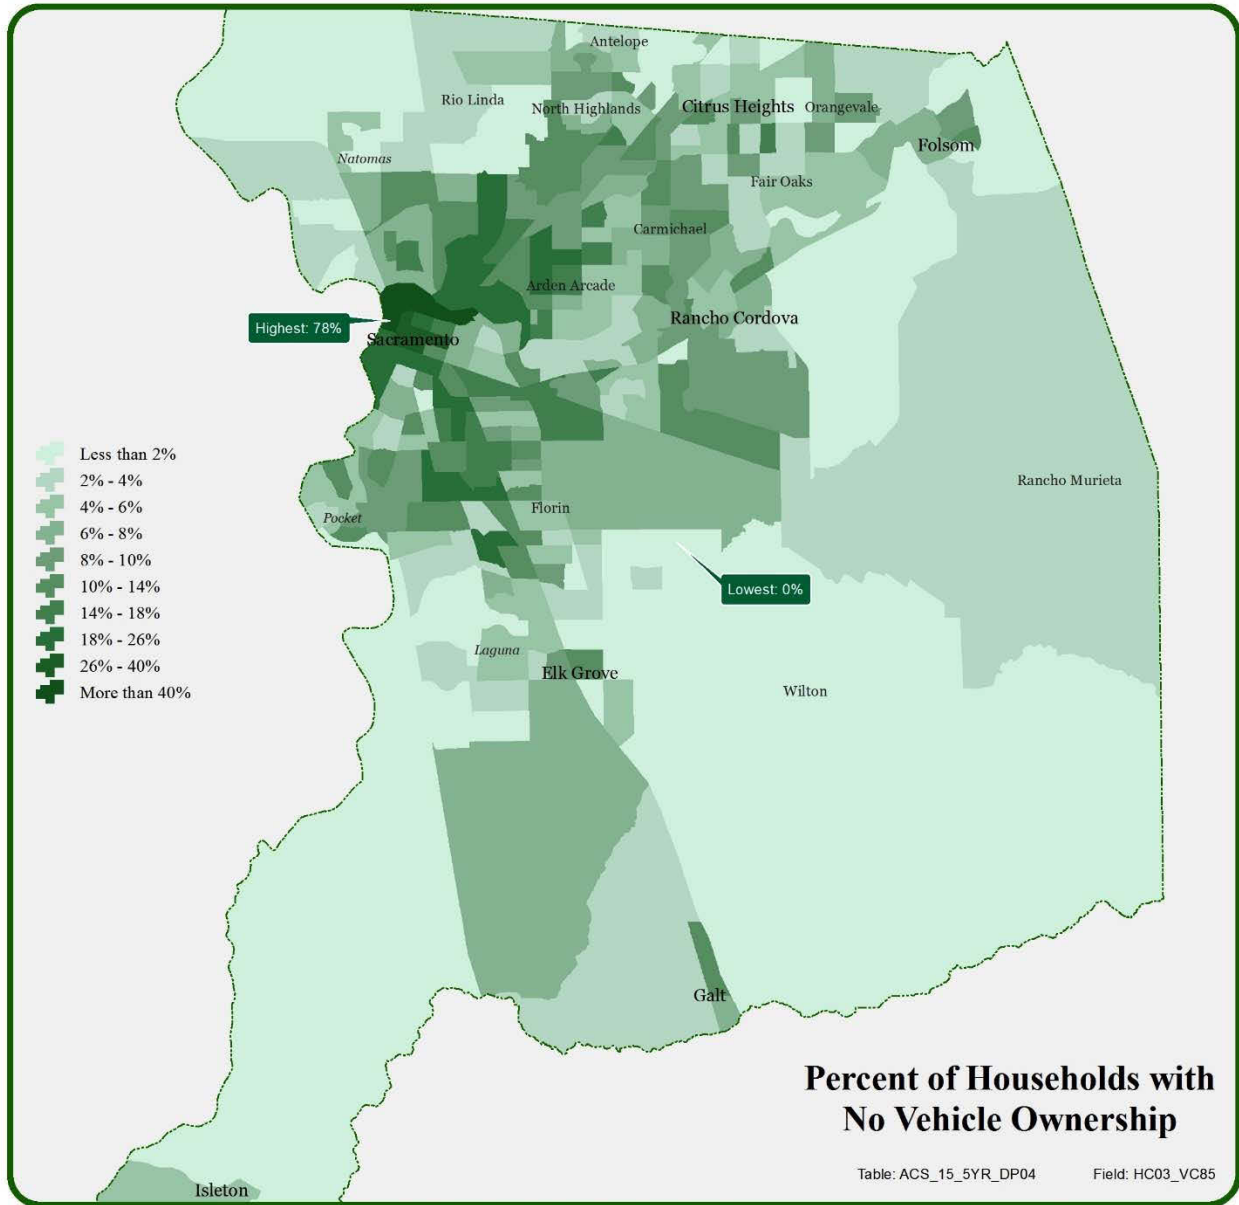 Antelope
Rio Linda
North Highlands
Citrus Heights
Orangevale
Folsom
Natomas
Fair Oaks
Carmichael
Arden Arcade
Highest: 78%
Sacramento
Rancho Cordova
Less than 2%
2% - 4%
4% - 6%
6% - 8%
8% - 10%
10% - 14%
14% - 18%
18% - 26%
26% - 40%
More than 40%
Rancho Murieta
Pocket
Florin
Lowest: 0%
Laguna
Elk Grove
Wilton
Galt
Percent of Households with
No Vehicle Ownership
Table: ACS_15_5YR_DP04 Field: HC03_VC85
Isleton